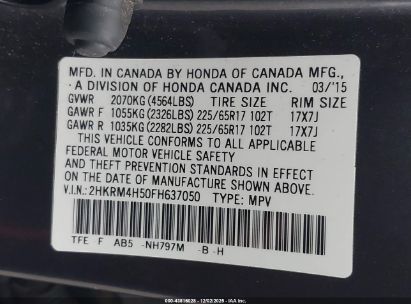 MFD. IN CANADA BY HONDA OF CANADA MFG.,
A DIVISION OF HONDA CANADA INC. 03/'15
GVWR 2070KG (4564LBS) TIRE SIZE RIM SIZE
GAWR F 1055KG (2326LBS) 225/65R17 102T 17X7J
GAWR R 1035KG (2282LBS) 225/65R17 102T 17X7J
THIS VEHICLE CONFORMS TO ALL APPLICABLE
FEDERAL MOTOR VEHICLE SAFETY
AND THEFT PREVENTION STANDARDS IN EFFECT ON
THE DATE OF MANUFACTURE SHOWN ABOVE.
V.I.N.: 2HKRM4H50FH637050 TYPE: MPV
TFE F AB5 -NH797M -B -H